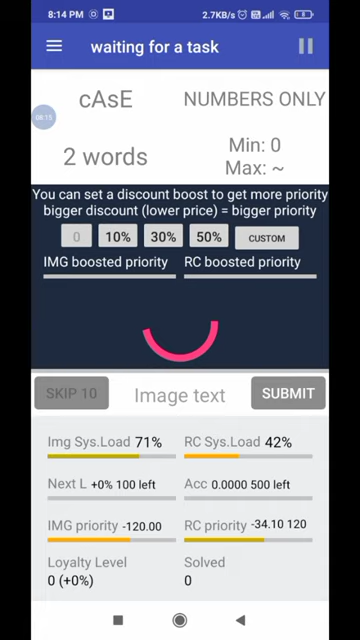 8:14 PM
2.7KB/s
8
waiting for a task
cAsE
NUMBERS ONLY
08:15
2 words
Min: 0
Max: ~
You can set a discount boost to get more priority
bigger discount (lower price) = bigger priority
0
10%
30%
50%
CUSTOM
IMG boosted priority
RC boosted priority
SKIP 10
Image text
SUBMIT
Img Sys.Load 71%
RC Sys.Load 42%
Next L +0% 100 left
Acc 0.0000 500 left
IMG priority -120.00
RC priority -34.10 120
Loyalty Level
0 (+0%)
Solved
0